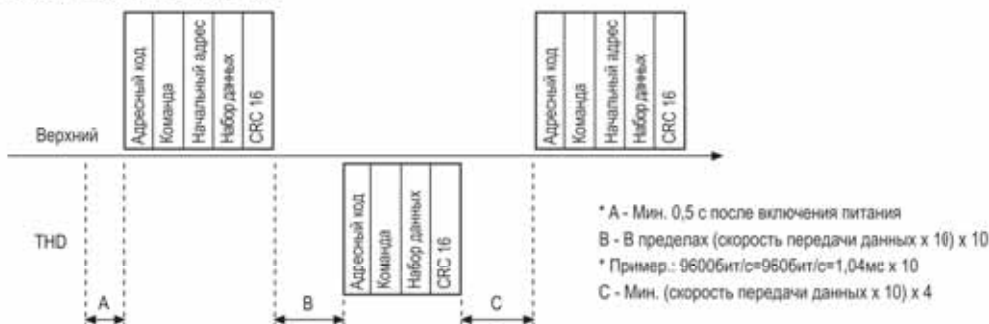 Адресный код
Команда
Начальный адрес
Набор данных
CRC 16
Адресный код
Команда
Начальный адрес
Набор данных
CRC 16
Верхний
THD
Адресный код
Команда
Набор данных
CRC 16
* А - Мин. 0,5 с после включения питания
В - В пределах (скорость передачи данных x 16) x 10
* Пример.: 9600бит/с=960бит/с=1,04мс x 10
С - Мин. (скорость передачи данных x 10) x 4
A
B
C